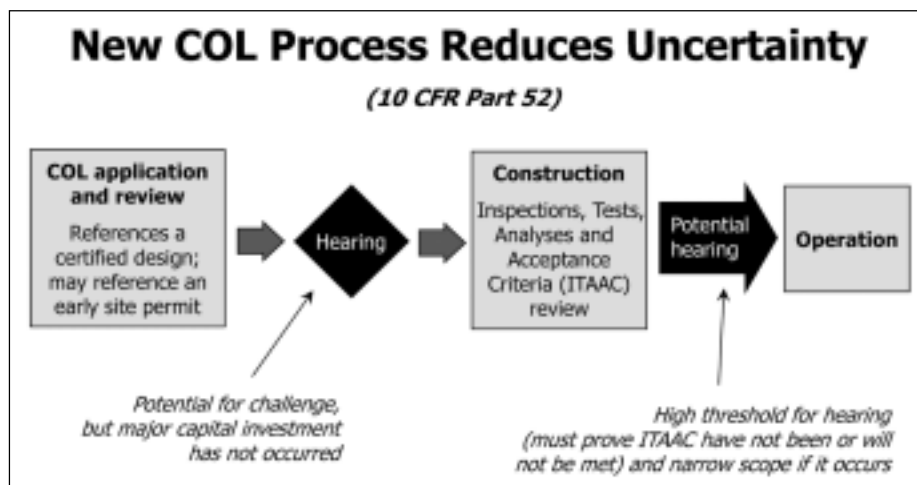 New COL Process Reduces Uncertainty
(10 CFR Part 52)
COL application
and review
References a
certified design;
may reference an
early site permit
Hearing
Construction
Inspections, Tests,
Analyses and
Acceptance
Criteria (ITAAC)
review
Potential
hearing
Operation
Potential for challenge,
but major capital investment
has not occurred
High threshold for hearing
(must prove ITAAC have not been or will
not be met) and narrow scope if it occurs